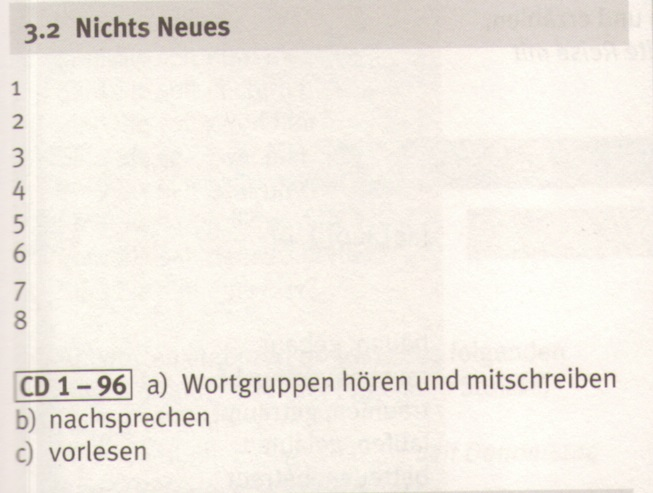 3.2 Nichts Neues
1
2
3
4
5
6
7
8
CD 1 – 96 a) Wortgruppen hören und mitschreiben
b) nachsprechen
c) vorlesen